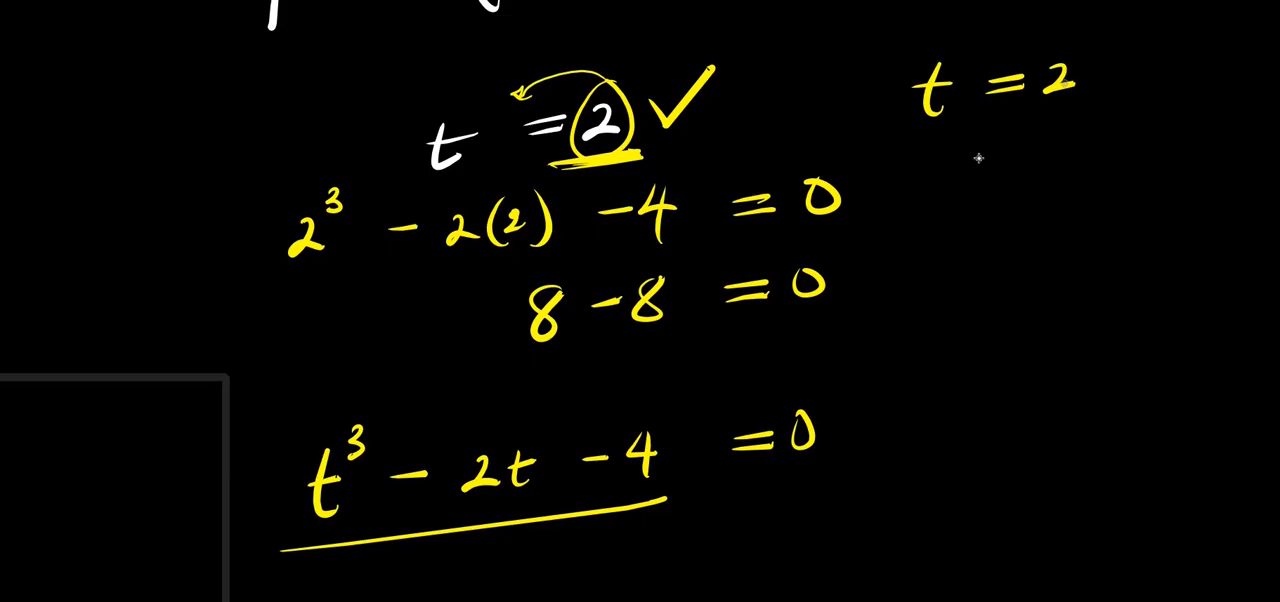 t = 2 ✓
t = 2
2³ - 2(2) - 4 = 0
8 - 8 = 0
t³ - 2t - 4 = 0